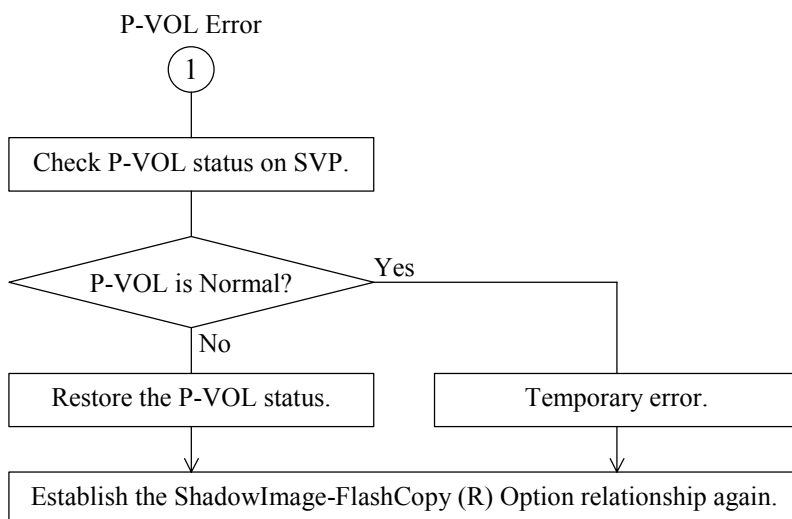 P-VOL Error
1
Check P-VOL status on SVP.
P-VOL is Normal?
Yes
No
Restore the P-VOL status.
Temporary error.
Establish the ShadowImage-FlashCopy (R) Option relationship again.